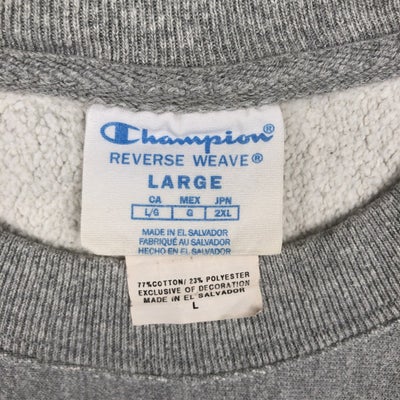 Champion®
REVERSE WEAVE®
LARGE
CA MEX JPN
L/G G 2XL
MADE IN EL SALVADOR
FABRIQUÉ AU SALVADOR
HECHO EN EL SALVADOR
77%COTTON/ 23% POLYESTER
EXCLUSIVE OF DECORATION
MADE IN EL SALVADOR
L